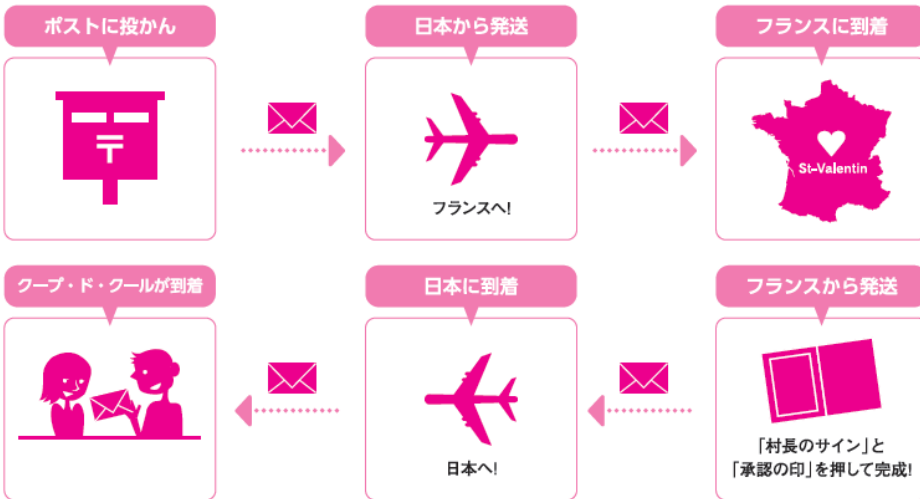 ポストに投かん
日本から発送
フランスに到着
〒
フランスへ!
St-Valentin
クープ・ド・クールが到着
日本に到着
フランスから発送
日本へ!
「村長のサイン」と
「承認の印」を押して完成!